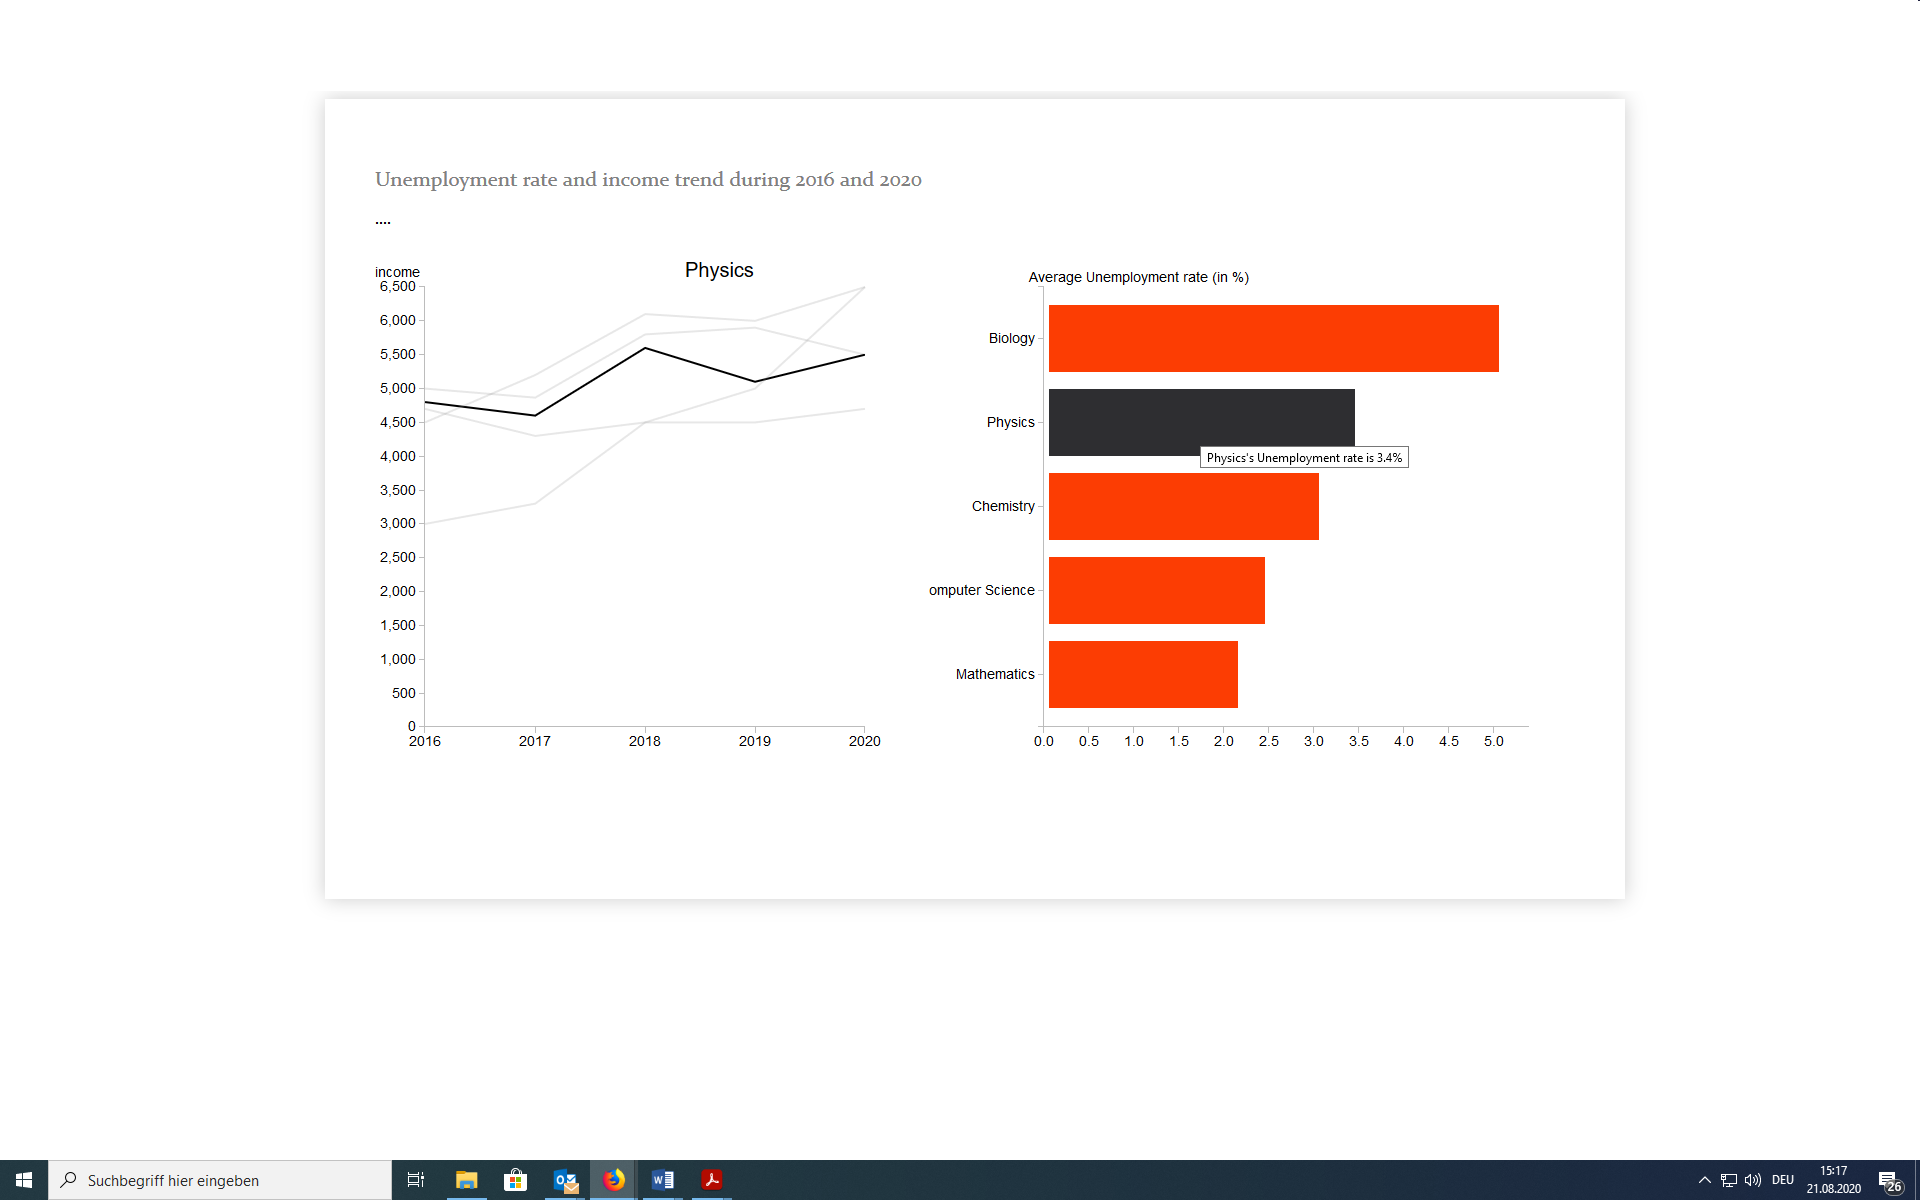 Unemployment rate and income trend during 2016 and 2020
....
income
Physics
6,500
6,000
5,500
5,000
4,500
4,000
3,500
3,000
2,500
2,000
1,500
1,000
500
0
2016 2017 2018 2019 2020
Average Unemployment rate (in %)
Biology
Physics
Physics's Unemployment rate is 3.4%
Chemistry
omputer Science
Mathematics
0.0 0.5 1.0 1.5 2.0 2.5 3.0 3.5 4.0 4.5 5.0
Suchbegriff hier eingeben
DEU
15:17
21.08.2020
26